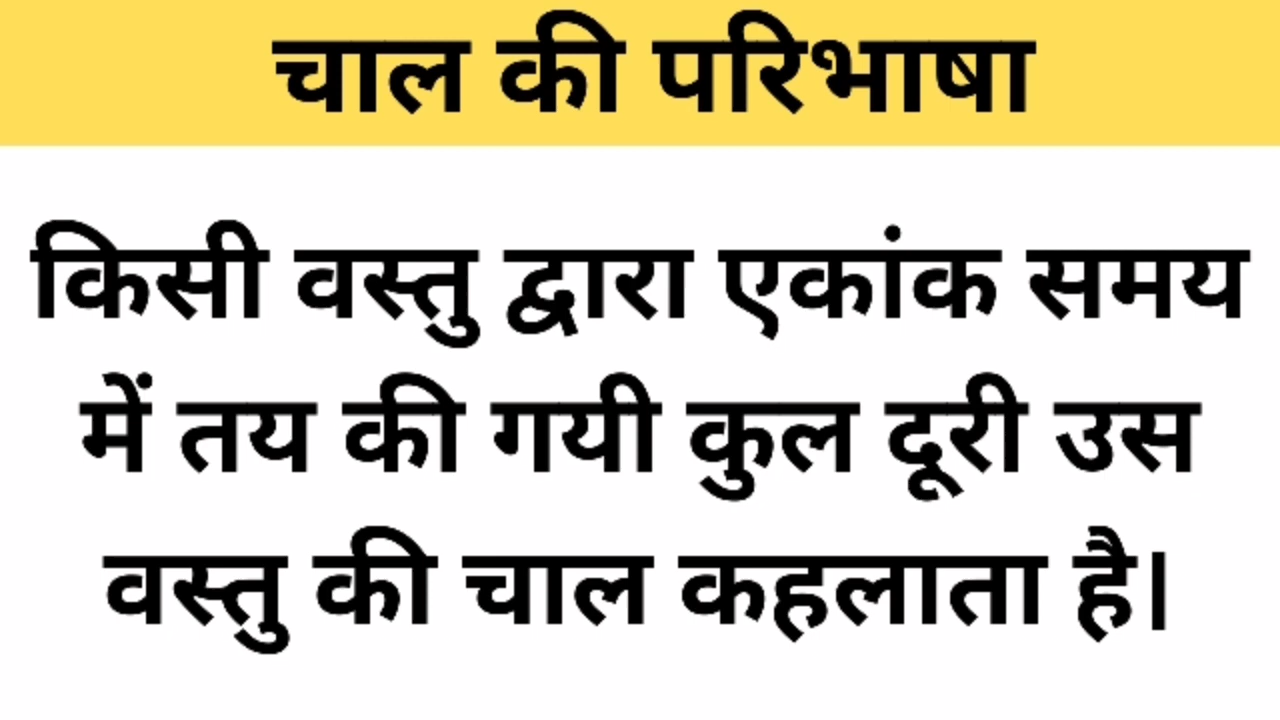 चाल की परिभाषा
किसी वस्तु द्वारा एकांक समय
में तय की गयी कुल दूरी उस
वस्तु की चाल कहलाता है।